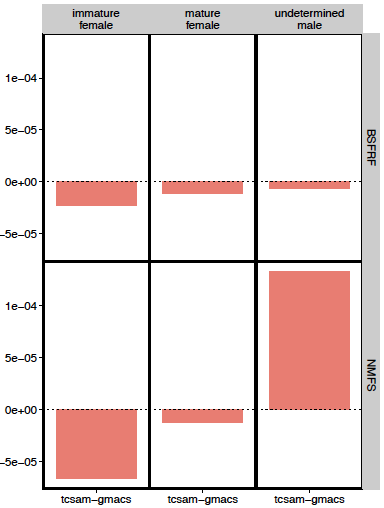 immature
female
mature
female
undetermined
male
1e−04
5e−05
0e+00
−5e−05
BSFRF
1e−04
5e−05
0e+00
−5e−05
NMFS
tcsam−gmacs
tcsam−gmacs
tcsam−gmacs